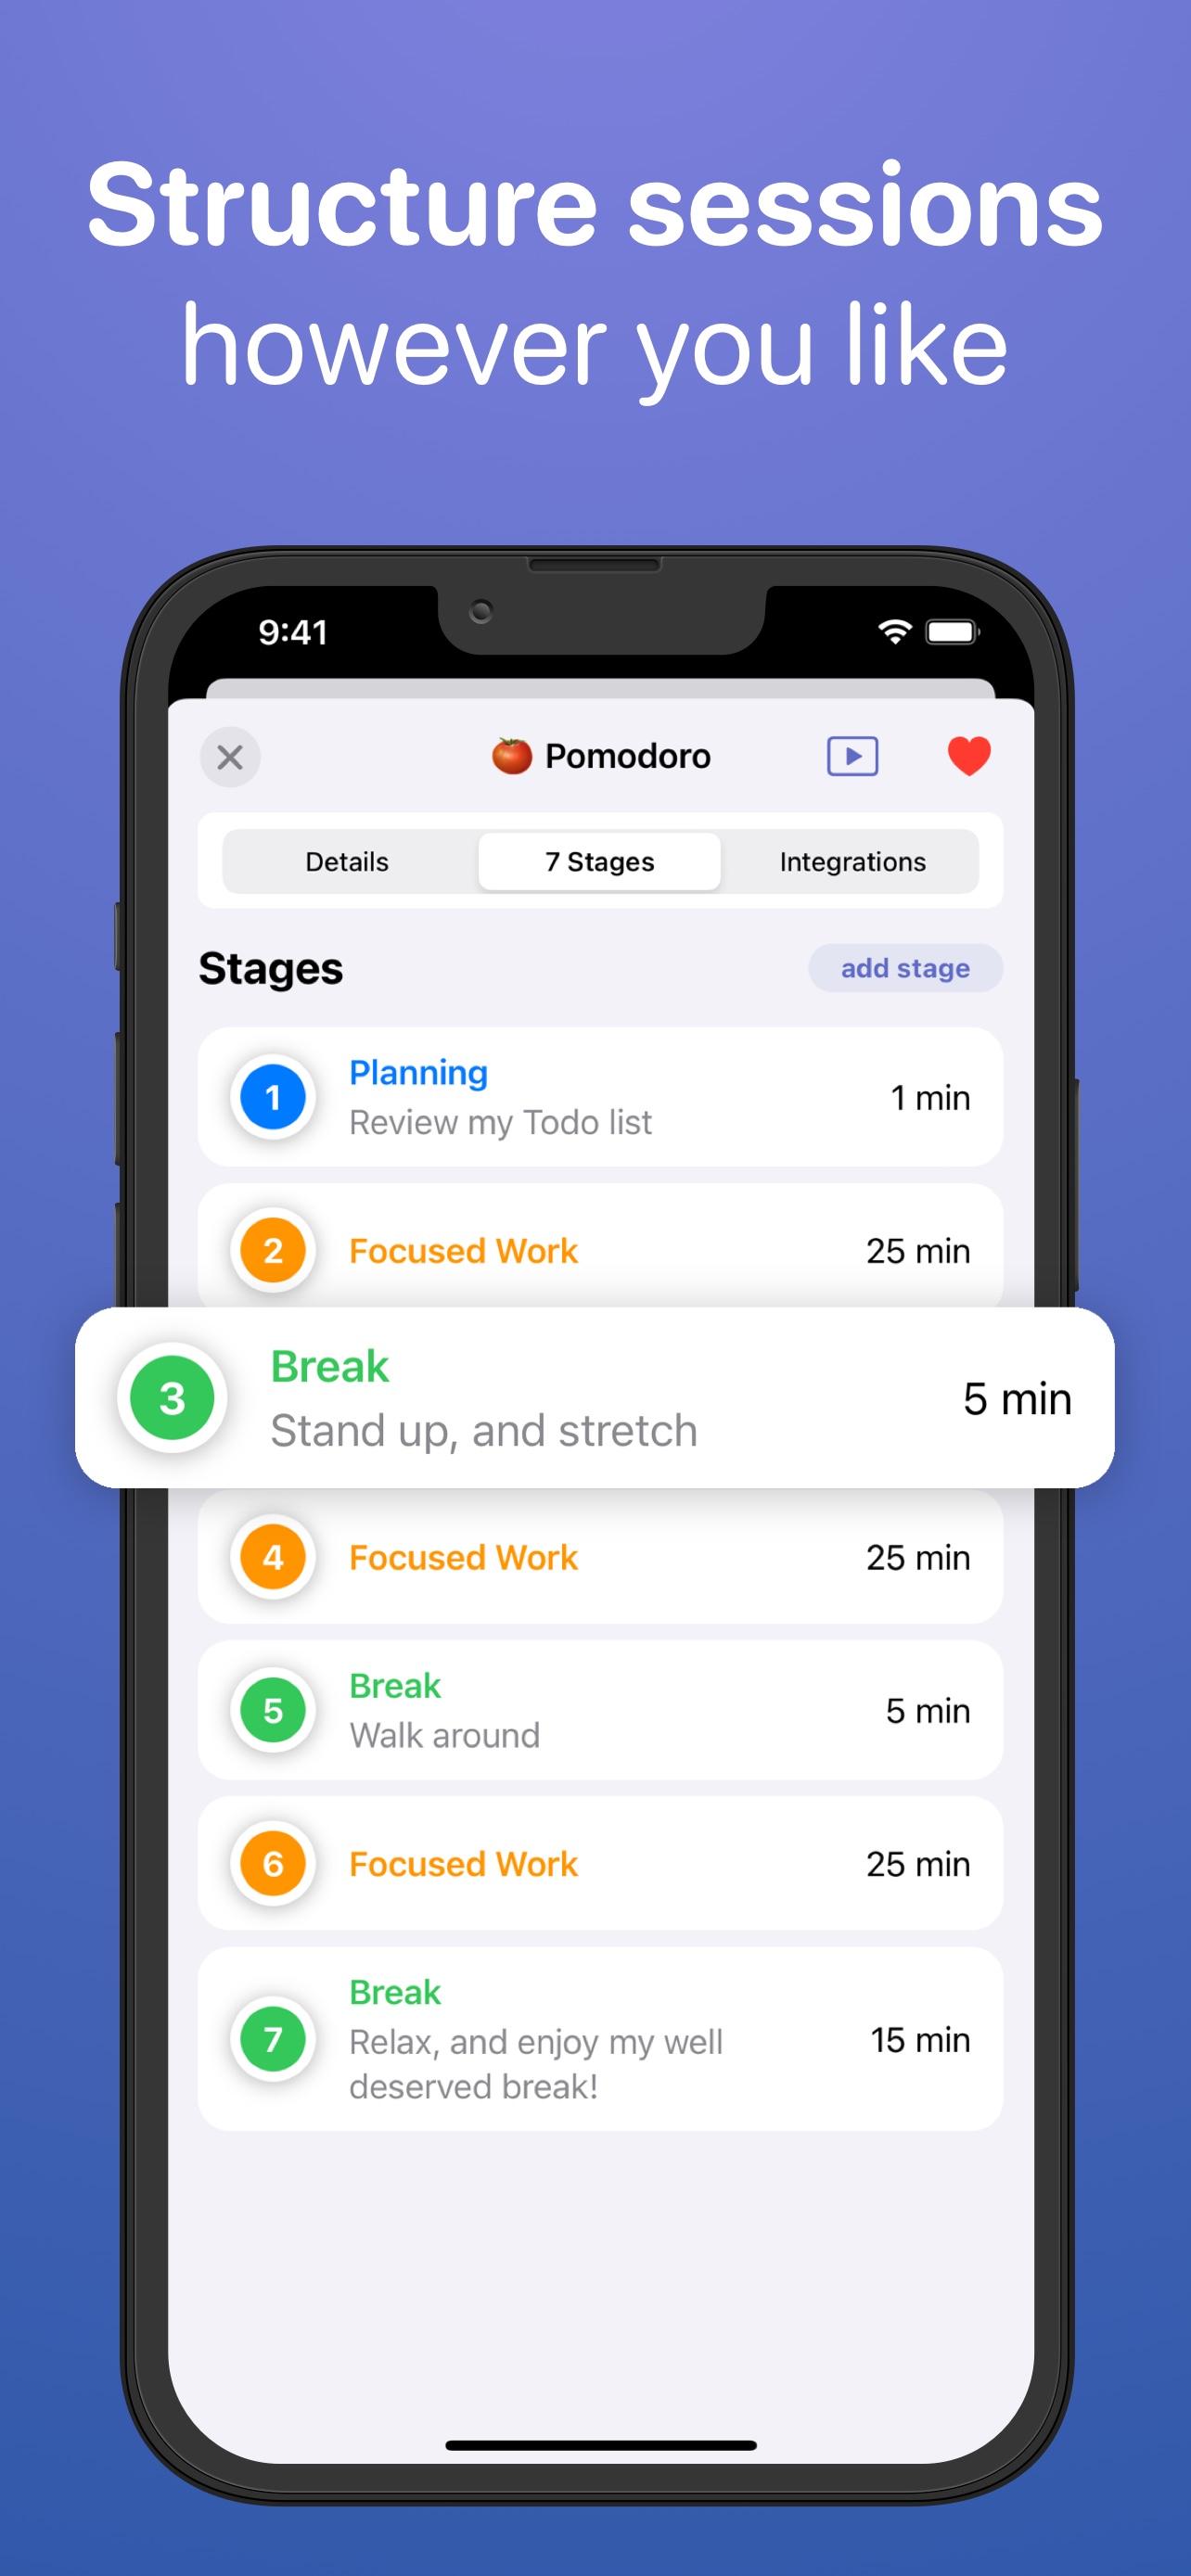 Structure sessions
however you like
9:41
🍅 Pomodoro
Details
7 Stages
Integrations
Stages
add stage
1
Planning
Review my Todo list
1 min
2
Focused Work
25 min
3
Break
Stand up, and stretch
5 min
4
Focused Work
25 min
5
Break
Walk around
5 min
6
Focused Work
25 min
7
Break
Relax, and enjoy my well
deserved break!
15 min